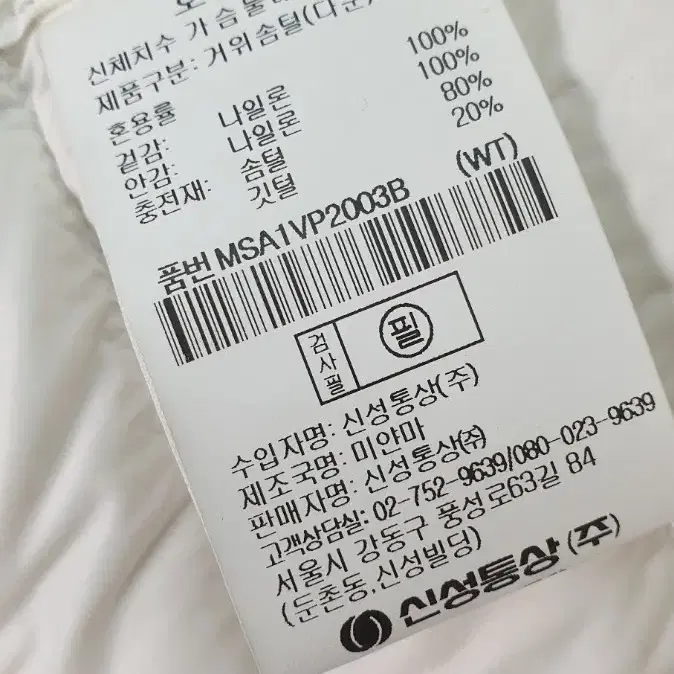 신체치수 가슴둘레
제품구분: 거위솜털(다운)
혼용률
겉감: 나일론 100%
안감: 나일론 100%
충전재: 솜털 80%
깃털 20%
품번 MSA1VP2003B (WT)
검사필 필
수입자명: 신성통상(주)
제조국명: 미얀마
판매자명: 신성통상㈜
고객상담실: 02-752-9639/080-023-9639
서울시 강동구 풍성로63길 84
(둔촌동,신성빌딩)
신성통상(주)